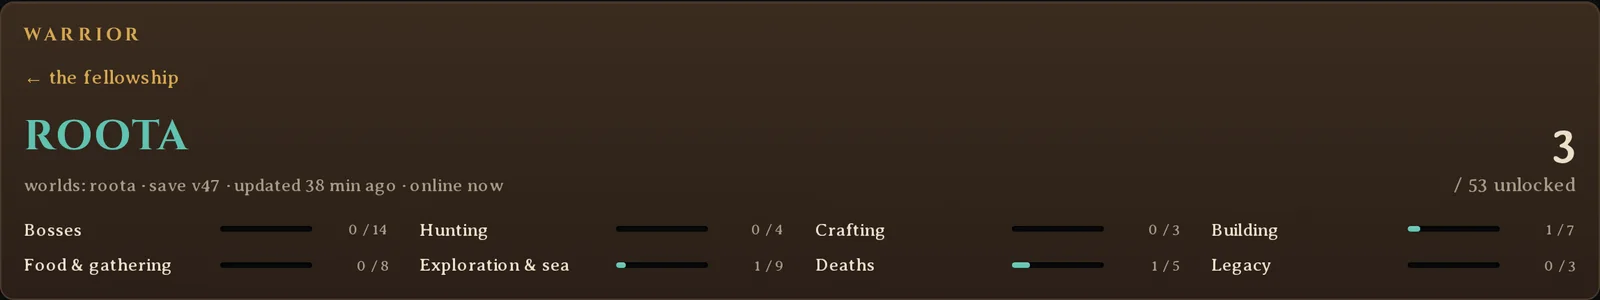 WARRIOR
← the fellowship
ROOTA
3
worlds: roota · save v47 · updated 38 min ago · online now
/ 53 unlocked
Bosses 0 / 14 Hunting 0 / 4 Crafting 0 / 3 Building 1 / 7
Food & gathering 0 / 8 Exploration & sea 1 / 9 Deaths 1 / 5 Legacy 0 / 3